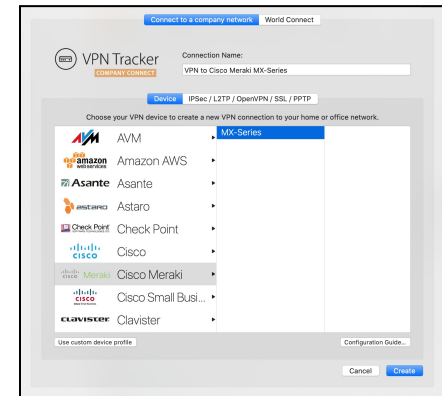 Connect to a company network World Connect
VPN Tracker
COMPANY CONNECT
Connection Name:
VPN to Cisco Meraki MX-Series
Device IPSec / L2TP / OpenVPN / SSL / PPTP
Choose your VPN device to create a new VPN connection to your home or office network.
AVM AVM MX-Series
amazon web services Amazon AWS
Asante Asante
astaro Astaro
Check Point Check Point
CISCO Cisco
CISCO Meraki Cisco Meraki
CISCO Cisco Small Busi...
CLAVISTER Clavister
Use custom device profile Configuration Guide...
Cancel Create